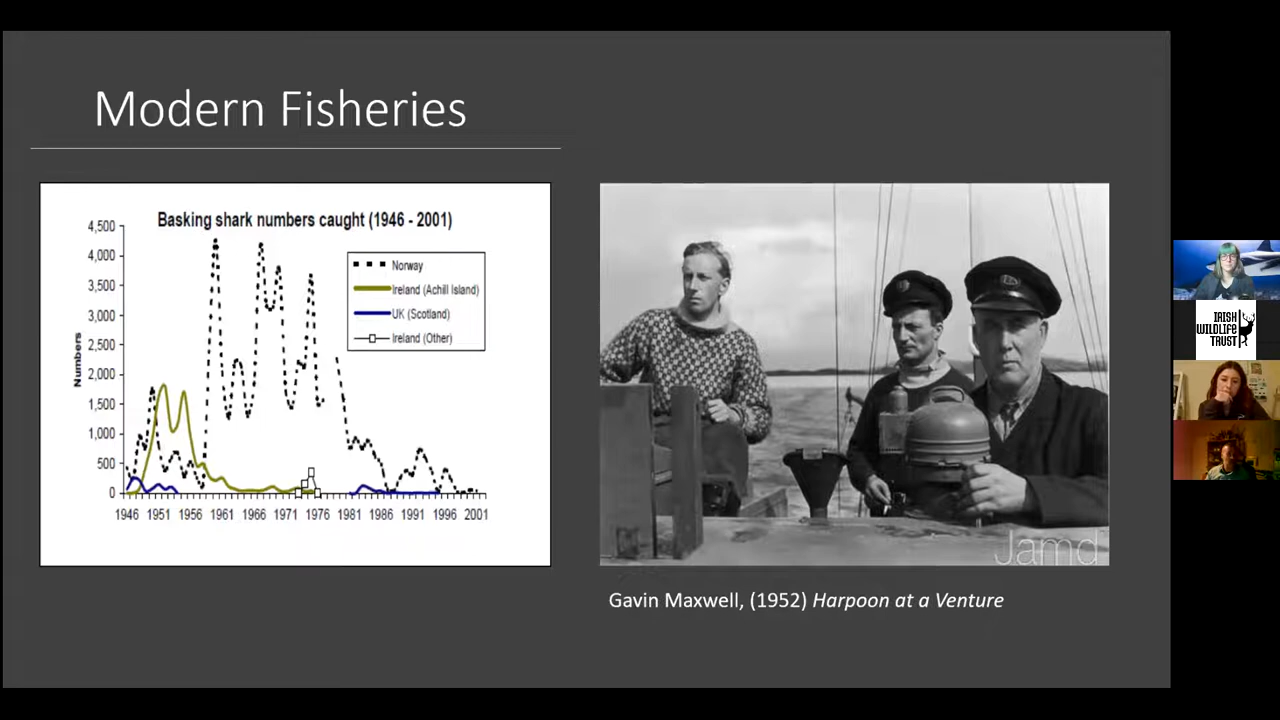 Modern Fisheries
Basking shark numbers caught (1946 - 2001)
4,500
4,000
3,500
3,000
2,500
2,000
1,500
1,000
500
0
Numbers
Norway
Ireland (Achill Island)
UK (Scotland)
Ireland (Other)
1946 1951 1956 1961 1966 1971 1976 1981 1986 1991 1996 2001
Jamd
Gavin Maxwell, (1952) Harpoon at a Venture
IRISH
WILDLIFE
TRUST